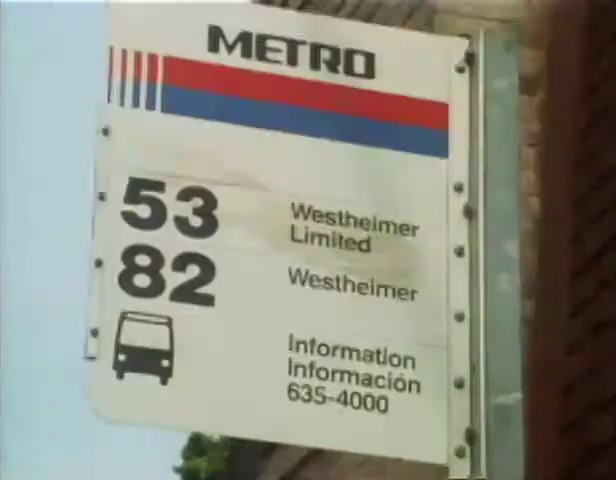 METRO
53 Westheimer
Limited
82 Westheimer
Information
Información
635-4000